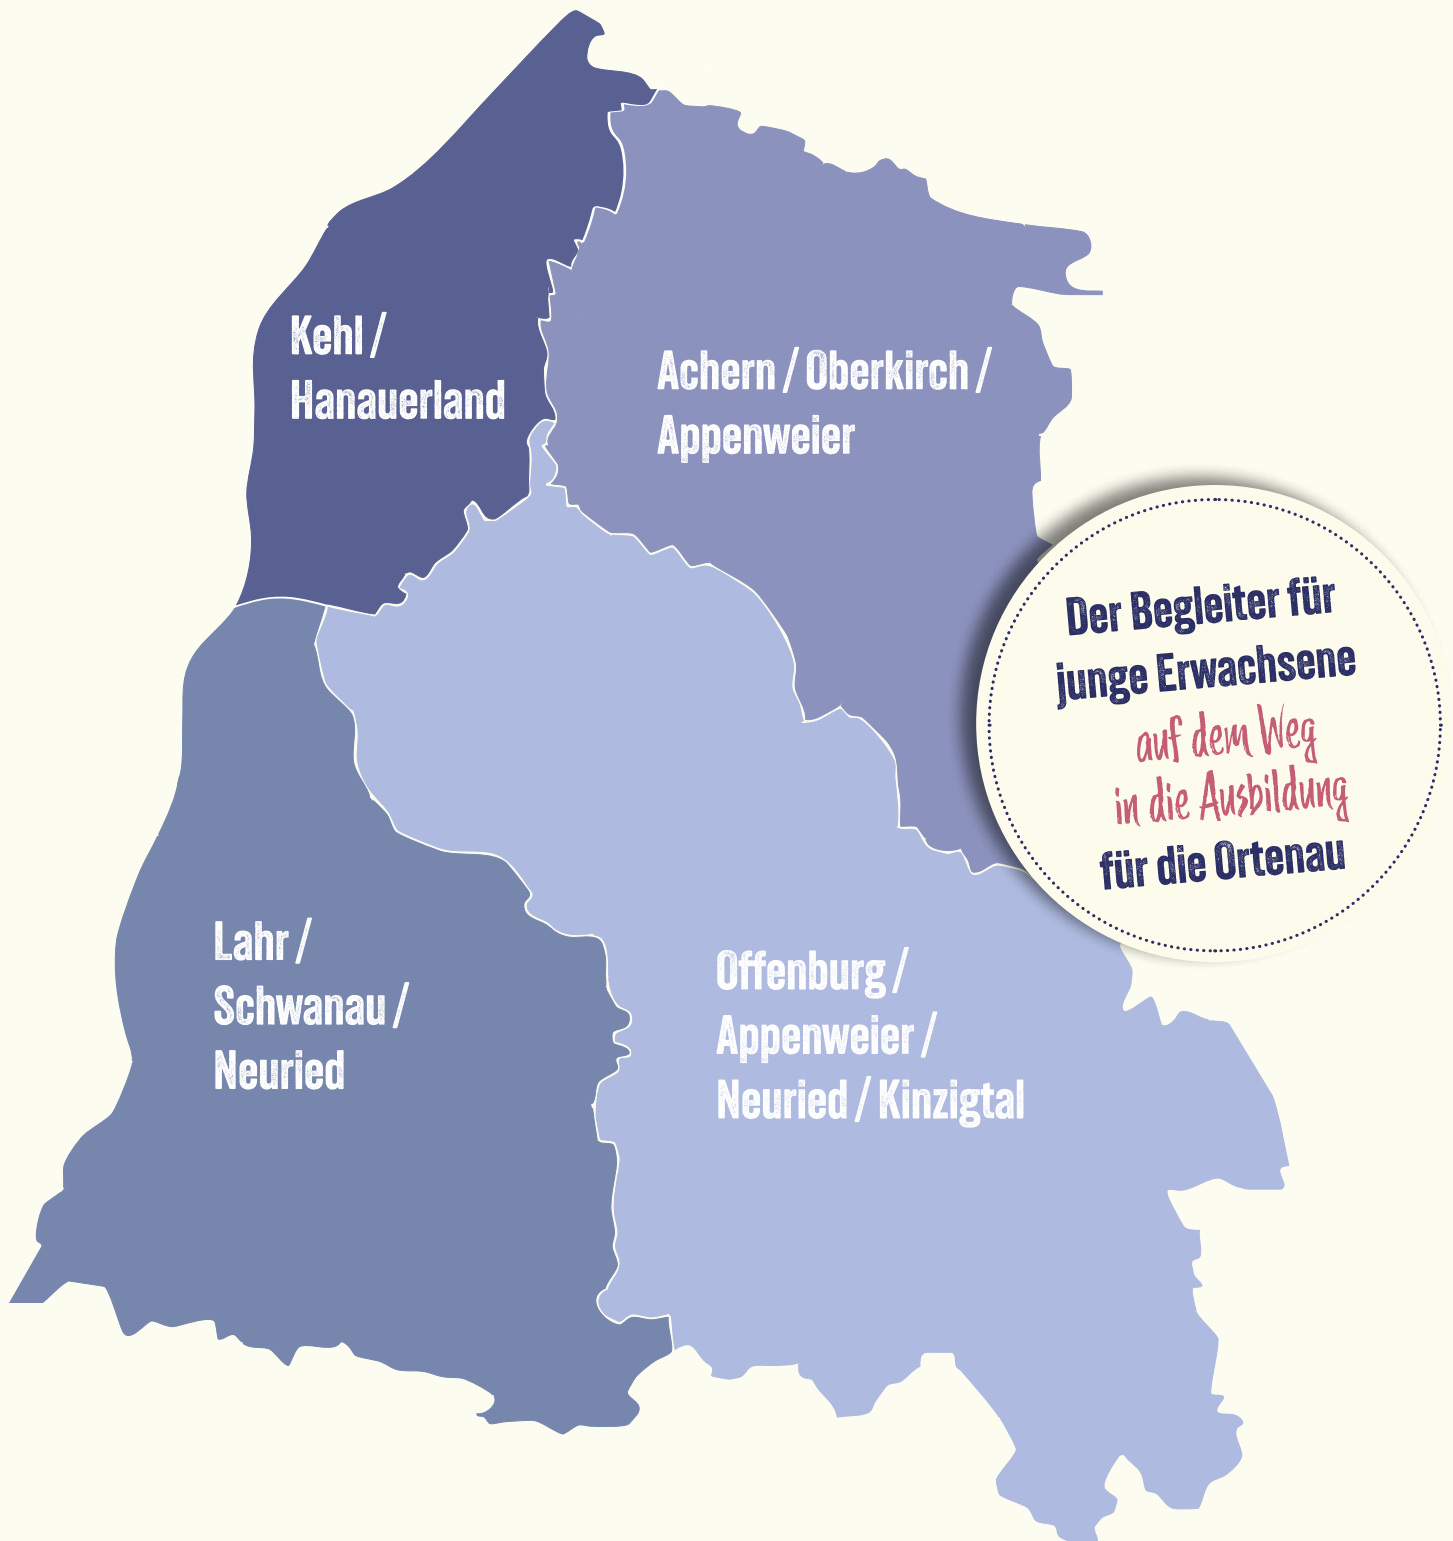 Kehl /
Hanauerland
Achern / Oberkirch /
Appenweier
Der Begleiter für
junge Erwachsene
auf dem Weg
in die Ausbildung
für die Ortenau
Lahr /
Schwanau /
Neuried
Offenburg /
Appenweier /
Neuried / Kinzigtal